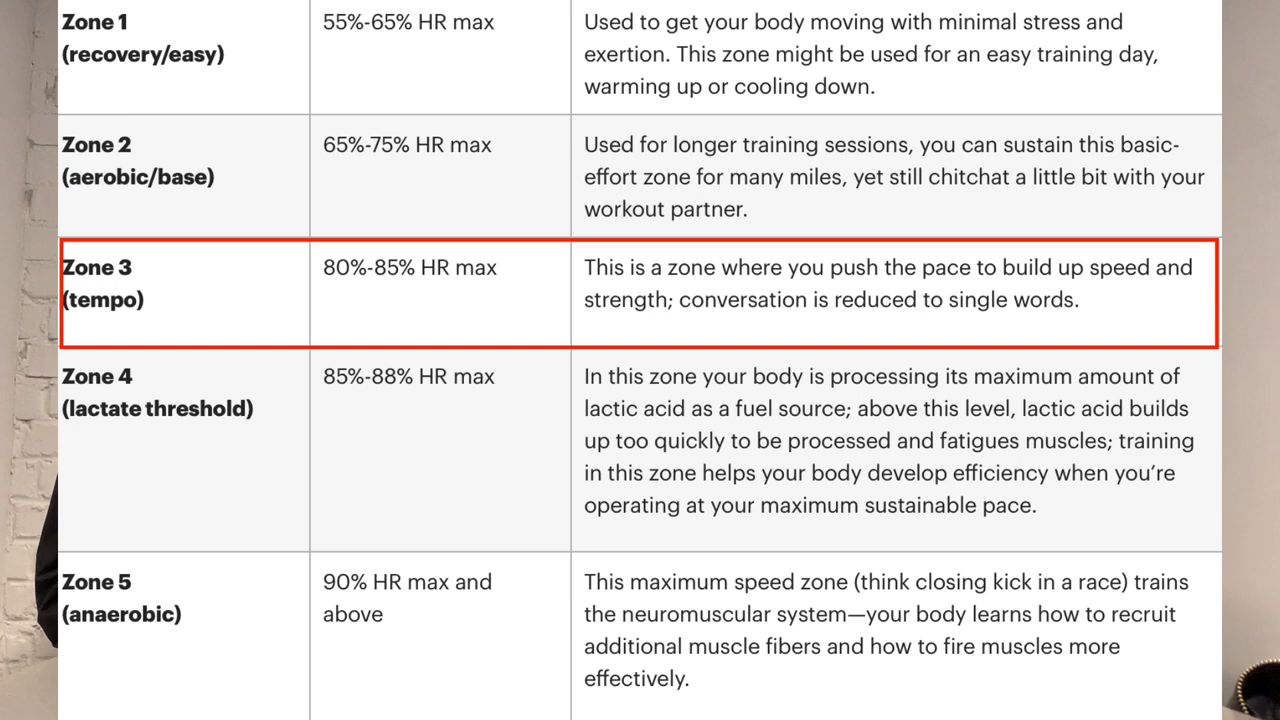 Zone 1
(recovery/easy)
55%-65% HR max
Used to get your body moving with minimal stress and
exertion. This zone might be used for an easy training day,
warming up or cooling down.
Zone 2
(aerobic/base)
65%-75% HR max
Used for longer training sessions, you can sustain this basic-
effort zone for many miles, yet still chitchat a little bit with your
workout partner.
Zone 3
(tempo)
80%-85% HR max
This is a zone where you push the pace to build up speed and
strength; conversation is reduced to single words.
Zone 4
(lactate threshold)
85%-88% HR max
In this zone your body is processing its maximum amount of
lactic acid as a fuel source; above this level, lactic acid builds
up too quickly to be processed and fatigues muscles; training
in this zone helps your body develop efficiency when you’re
operating at your maximum sustainable pace.
Zone 5
(anaerobic)
90% HR max and
above
This maximum speed zone (think closing kick in a race) trains
the neuromuscular system—your body learns how to recruit
additional muscle fibers and how to fire muscles more
effectively.